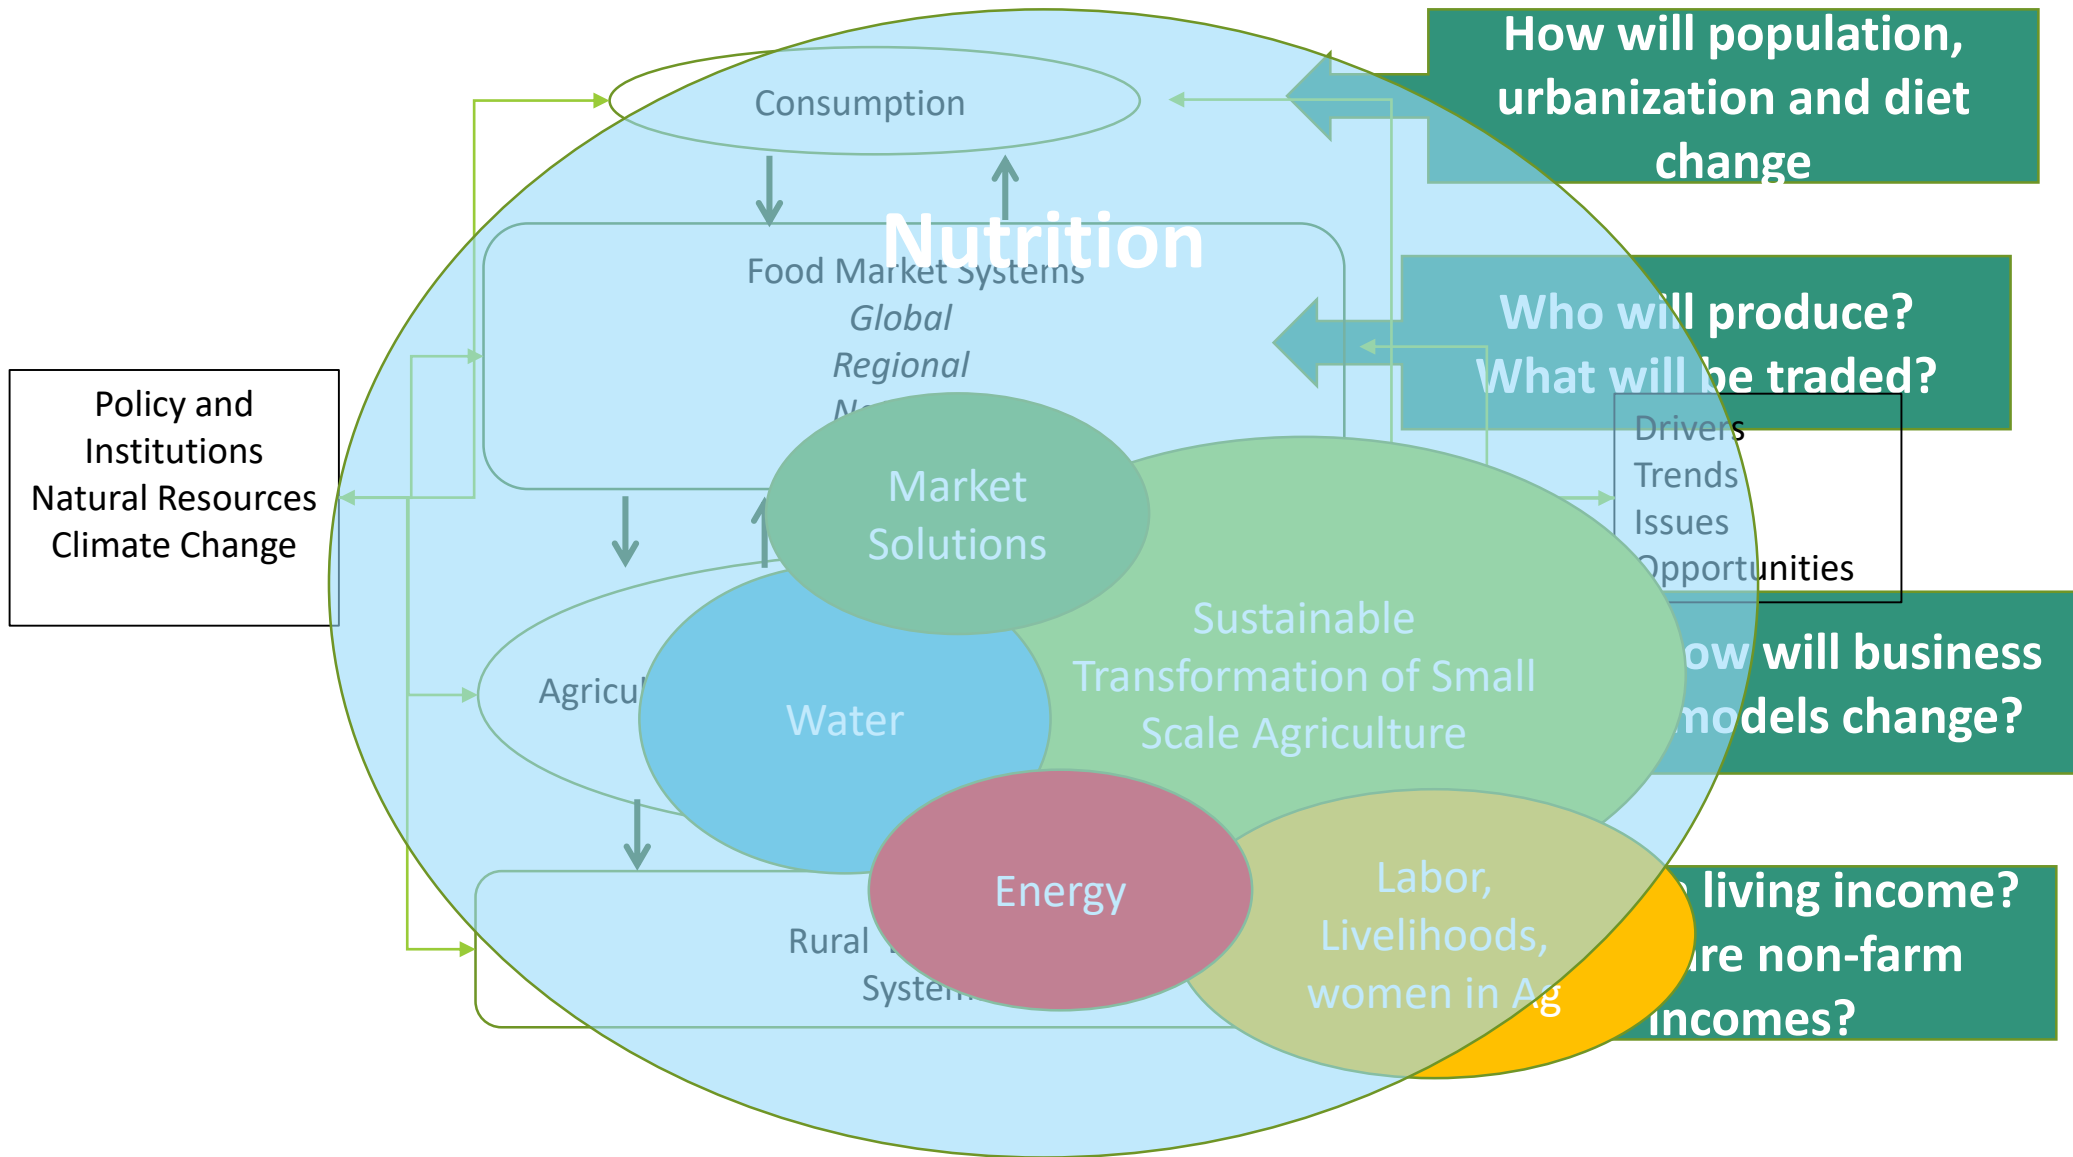 How will population,
urbanization and diet
change
Consumption
Nutrition
Food Market Systems
Global
Regional
Who will produce?
What will be traded?
Policy and
Institutions
Natural Resources
Climate Change
Drivers
Trends
Issues
Opportunities
Market
Solutions
Sustainable
Transformation of Small
Scale Agriculture
will business
models change?
Water
Energy
Labor,
Livelihoods,
women in Ag
Rural
living income?
non-farm
incomes?